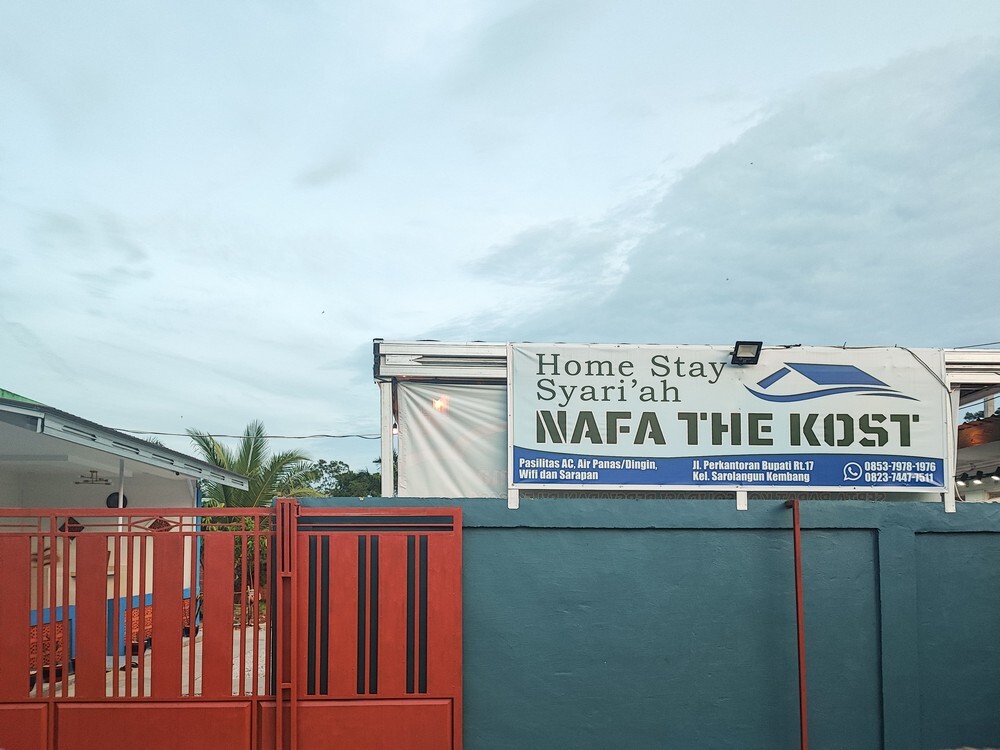 Home Stay
Syari'ah
NAFA THE KOST
Pasilitas AC, Air Panas/Dingin,
Wifi dan Sarapan
Jl. Perkantoran Bupati Rt.17
Kel. Sarolangun Kembang
0853-7978-1976
0823-7447-7511